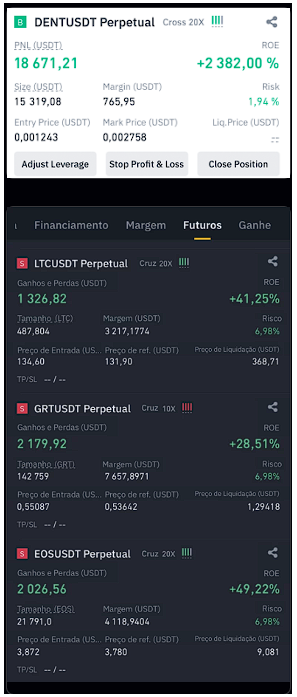 B DENTUSDT Perpetual Cross 20X
PNL (USDT) ROE
18 671,21 +2 382,00 %
Size (USDT) Margin (USDT) Risk
15 319,08 765,95 1,94 %
Entry Price (USDT) Mark Price (USDT) Liq.Price (USDT)
0,001243 0,002758 --
Adjust Leverage Stop Profit & Loss Close Position
Financiamento Margem Futuros Ganhe
S LTCUSDT Perpetual Cruz 20X
Ganhos e Perdas (USDT) ROE
1 326,82 +41,25%
Tamanho (LTC) Margem (USDT) Risco
487,804 3 217,1774 6,98%
Preço de Entrada (US... Preço de ref. (USDT) Preço de Liquidação (USDT)
134,60 131,90 368,71
TP/SL -- / --
S GRTUSDT Perpetual Cruz 10X
Ganhos e Perdas (USDT) ROE
2 179,92 +28,51%
Tamanho (GRT) Margem (USDT) Risco
142 759 7 657,8971 6,98%
Preço de Entrada (US... Preço de ref. (USDT) Preço de Liquidação (USDT)
0,55087 0,53642 1,29418
TP/SL -- / --
S EOSUSDT Perpetual Cruz 20X
Ganhos e Perdas (USDT) ROE
2 026,56 +49,22%
Tamanho (EOS) Margem (USDT) Risco
21 791,0 4 118,9404 6,98%
Preço de Entrada (US... Preço de ref. (USDT) Preço de Liquidação (USDT)
3,872 3,780 9,081
TP/SL -- / --